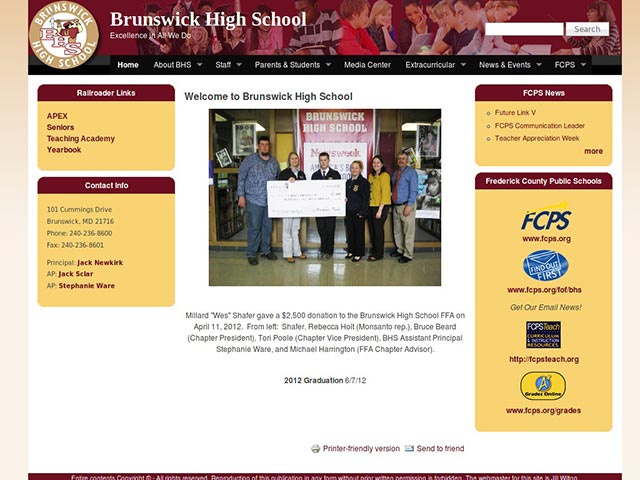 BRUNSWICK
BHS
HIGH SCHOOL
Brunswick High School
Excellence in All We Do
Search
Home
About BHS
Staff
Parents & Students
Media Center
Extracurricular
News & Events
FCPS
Railroader Links
APEX
Seniors
Teaching Academy
Yearbook
Contact Info
101 Cummings Drive
Brunswick, MD 21716
Phone: 240-236-8600
Fax: 240-236-8601
Principal: Jack Newkirk
AP: Jack Sclar
AP: Stephanie Ware
Welcome to Brunswick High School
BRUNSWICK
HIGH SCHOOL
Newsweek
Millard "Wes" Shafer gave a $2,500 donation to the Brunswick High School FFA on
April 11, 2012. From left: Shafer, Rebecca Holt (Monsanto rep.), Bruce Beard
(Chapter President), Tori Poole (Chapter Vice President), BHS Assistant Principal
Stephanie Ware, and Michael Harrington (FFA Chapter Advisor).
2012 Graduation 6/7/12
Printer-friendly version
Send to friend
FCPS News
Future Link V
FCPS Communication Leader
Teacher Appreciation Week
more
Frederick County Public Schools
FCPS
www.fcps.org
FIND OUT
FIRST
www.fcps.org/fof/bhs
Get Our Email News!
FCPSTeach
CURRICULUM
& INSTRUCTION
RESOURCES
http://fcpsteach.org
Grades Online
www.fcps.org/grades
Entire contents Copyright © - All rights reserved. Reproduction of this publication in any form without prior written permission is forbidden. The webmaster for this site is Jill Wilton